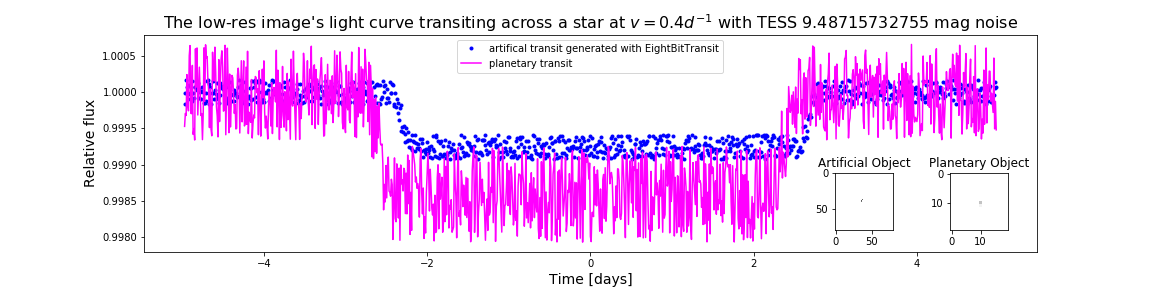 The low-res image's light curve transiting across a star at v = 0.4d⁻¹ with TESS 9.48715732755 mag noise
artifical transit generated with EightBitTransit
planetary transit
Relative flux
1.0005
1.0000
0.9995
0.9990
0.9985
0.9980
−4
−2
0
2
4
Time [days]
Artificial Object
0
50
0
50
Planetary Object
0
10
0
10